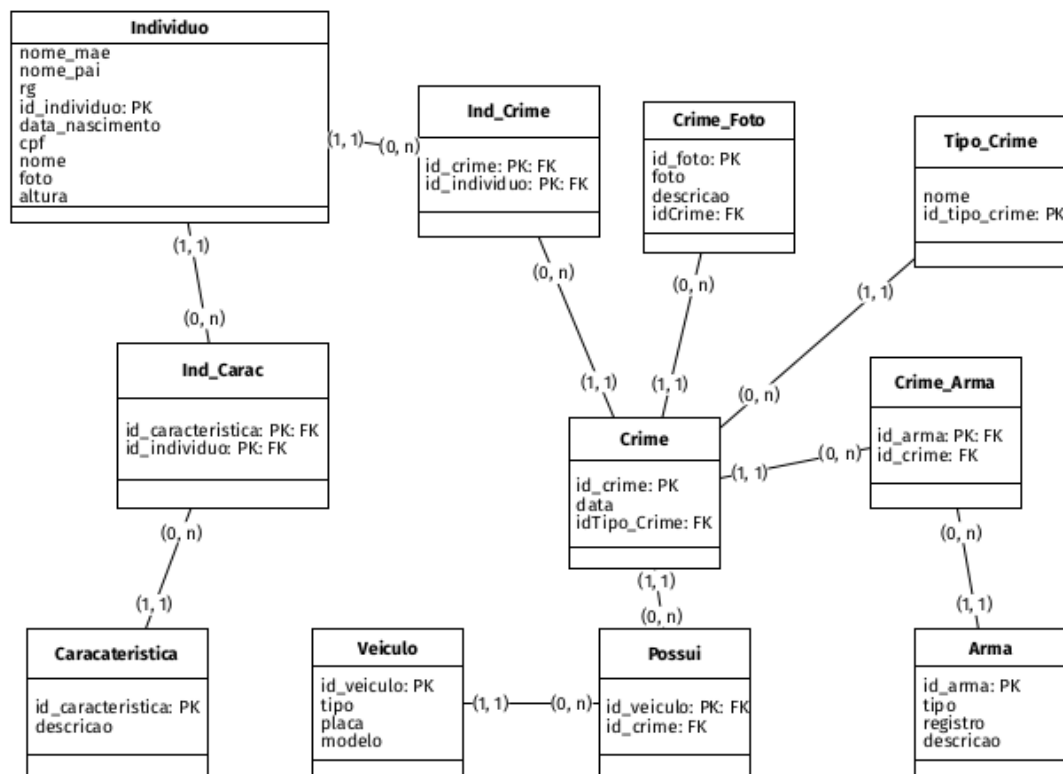 Individuo
nome_mae
nome_pai
rg
id_individuo: PK
data_nascimento
cpf
nome
foto
altura
(1, 1)
(0, n)
Ind_Crime
id_crime: PK: FK
id_individuo: PK: FK
Crime_Foto
id_foto: PK
foto
descricao
idCrime: FK
Tipo_Crime
nome
id_tipo_crime: PK
(1, 1)
(0, n)
(0, n)
(1, 1)
(0, n)
(1, 1)
(1, 1)
(0, n)
Ind_Carac
id_caracteristica: PK: FK
id_individuo: PK: FK
Crime
id_crime: PK
data
idTipo_Crime: FK
(1, 1)
(0, n)
Crime_Arma
id_arma: PK: FK
id_crime: FK
(0, n)
(1, 1)
(1, 1)
(0, n)
(0, n)
(1, 1)
Caracateristica
id_caracteristica: PK
descricao
Veiculo
id_veiculo: PK
tipo
placa
modelo
(1, 1)
(0, n)
Possui
id_veiculo: PK: FK
id_crime: FK
Arma
id_arma: PK
tipo
registro
descricao